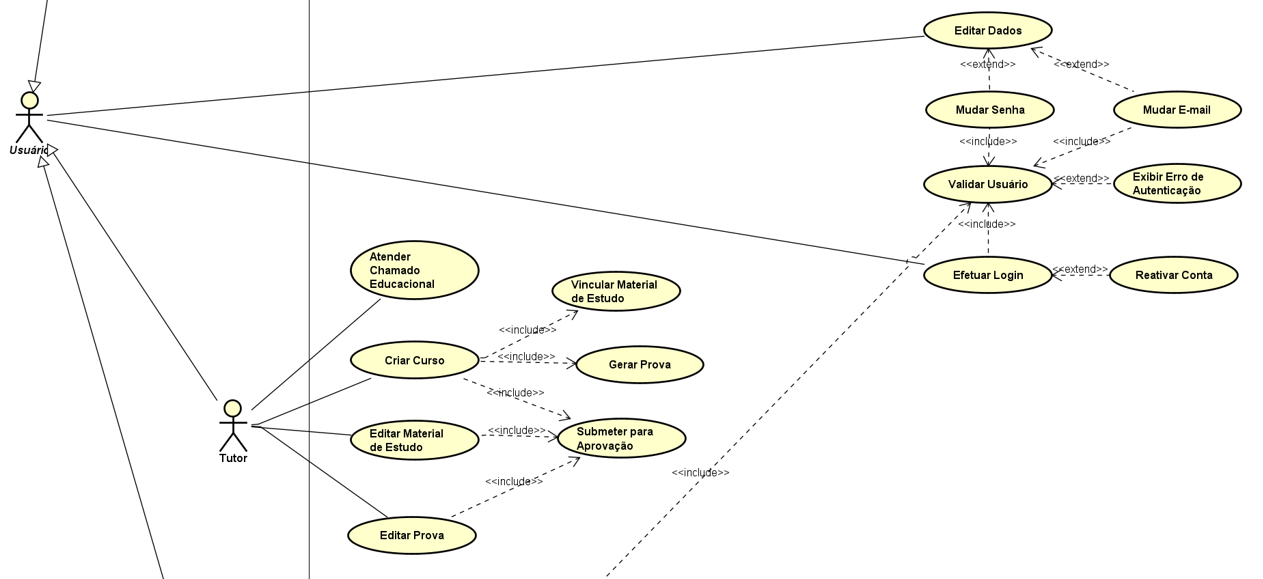 Editar Dados
<<extend>>
<<extend>>
Mudar Senha
Mudar E-mail
<<include>>
<<include>>
Usuário
Validar Usuário
<<extend>>
Exibir Erro de
Autenticação
<<include>>
Atender
Chamado
Educacional
Efetuar Login
<<extend>>
Reativar Conta
Vincular Material
de Estudo
<<include>>
Criar Curso
<<include>>
Gerar Prova
<<include>>
Tutor
Editar Material
de Estudo
<<include>>
Submeter para
Aprovação
<<include>>
<<include>>
Editar Prova